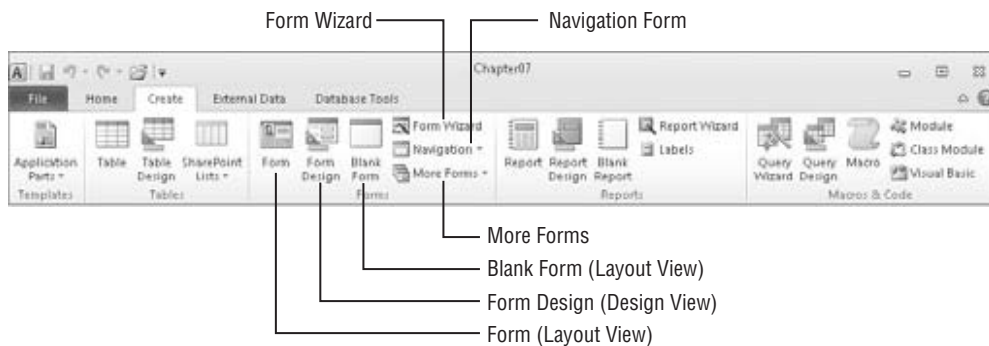 Form Wizard
Navigation Form
Chapter07
File Home Create External Data Database Tools
Application Parts
Table
Table Design
SharePoint Lists
Form
Form Design
Blank Form
Form Wizard
Navigation
More Forms
Report
Report Design
Blank Report
Report Wizard
Labels
Query Wizard
Query Design
Macro
Module
Class Module
Visual Basic
Templates
Tables
Forms
Reports
Macros & Code
More Forms
Blank Form (Layout View)
Form Design (Design View)
Form (Layout View)